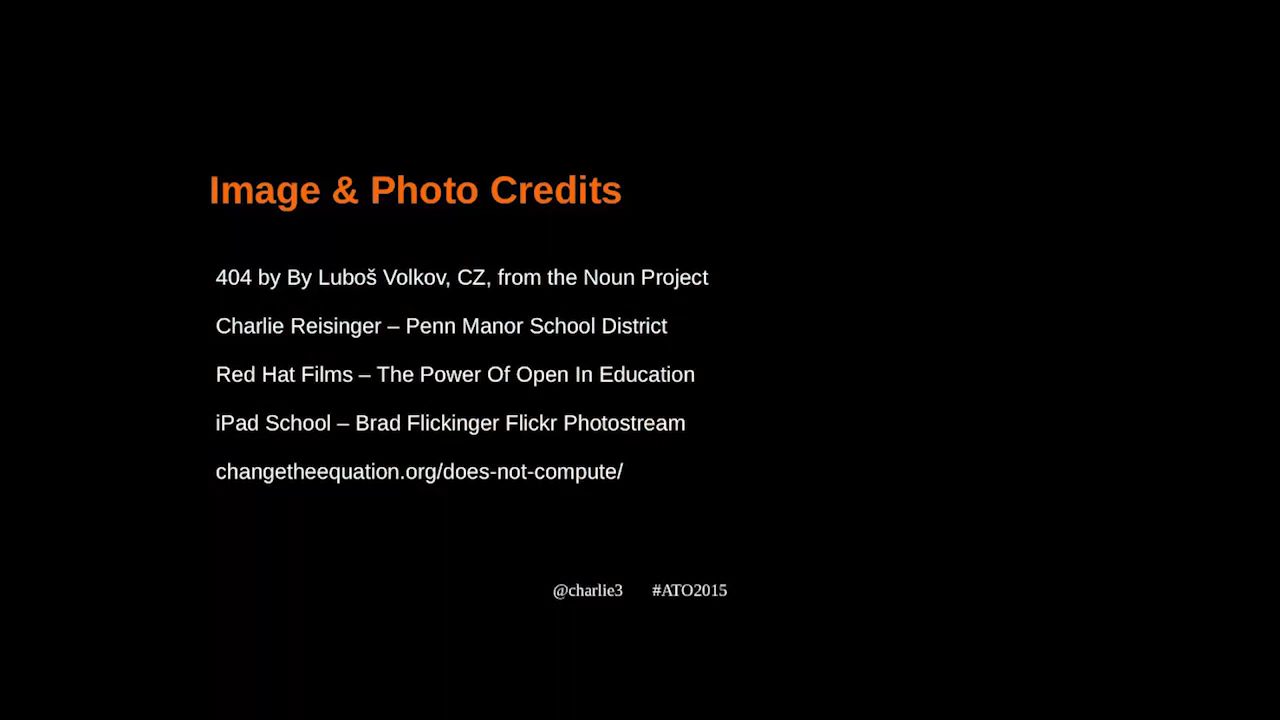 Image & Photo Credits
404 by By Luboš Volkov, CZ, from the Noun Project
Charlie Reisinger – Penn Manor School District
Red Hat Films – The Power Of Open In Education
iPad School – Brad Flickinger Flickr Photostream
changetheequation.org/does-not-compute/
@charlie3 #ATO2015